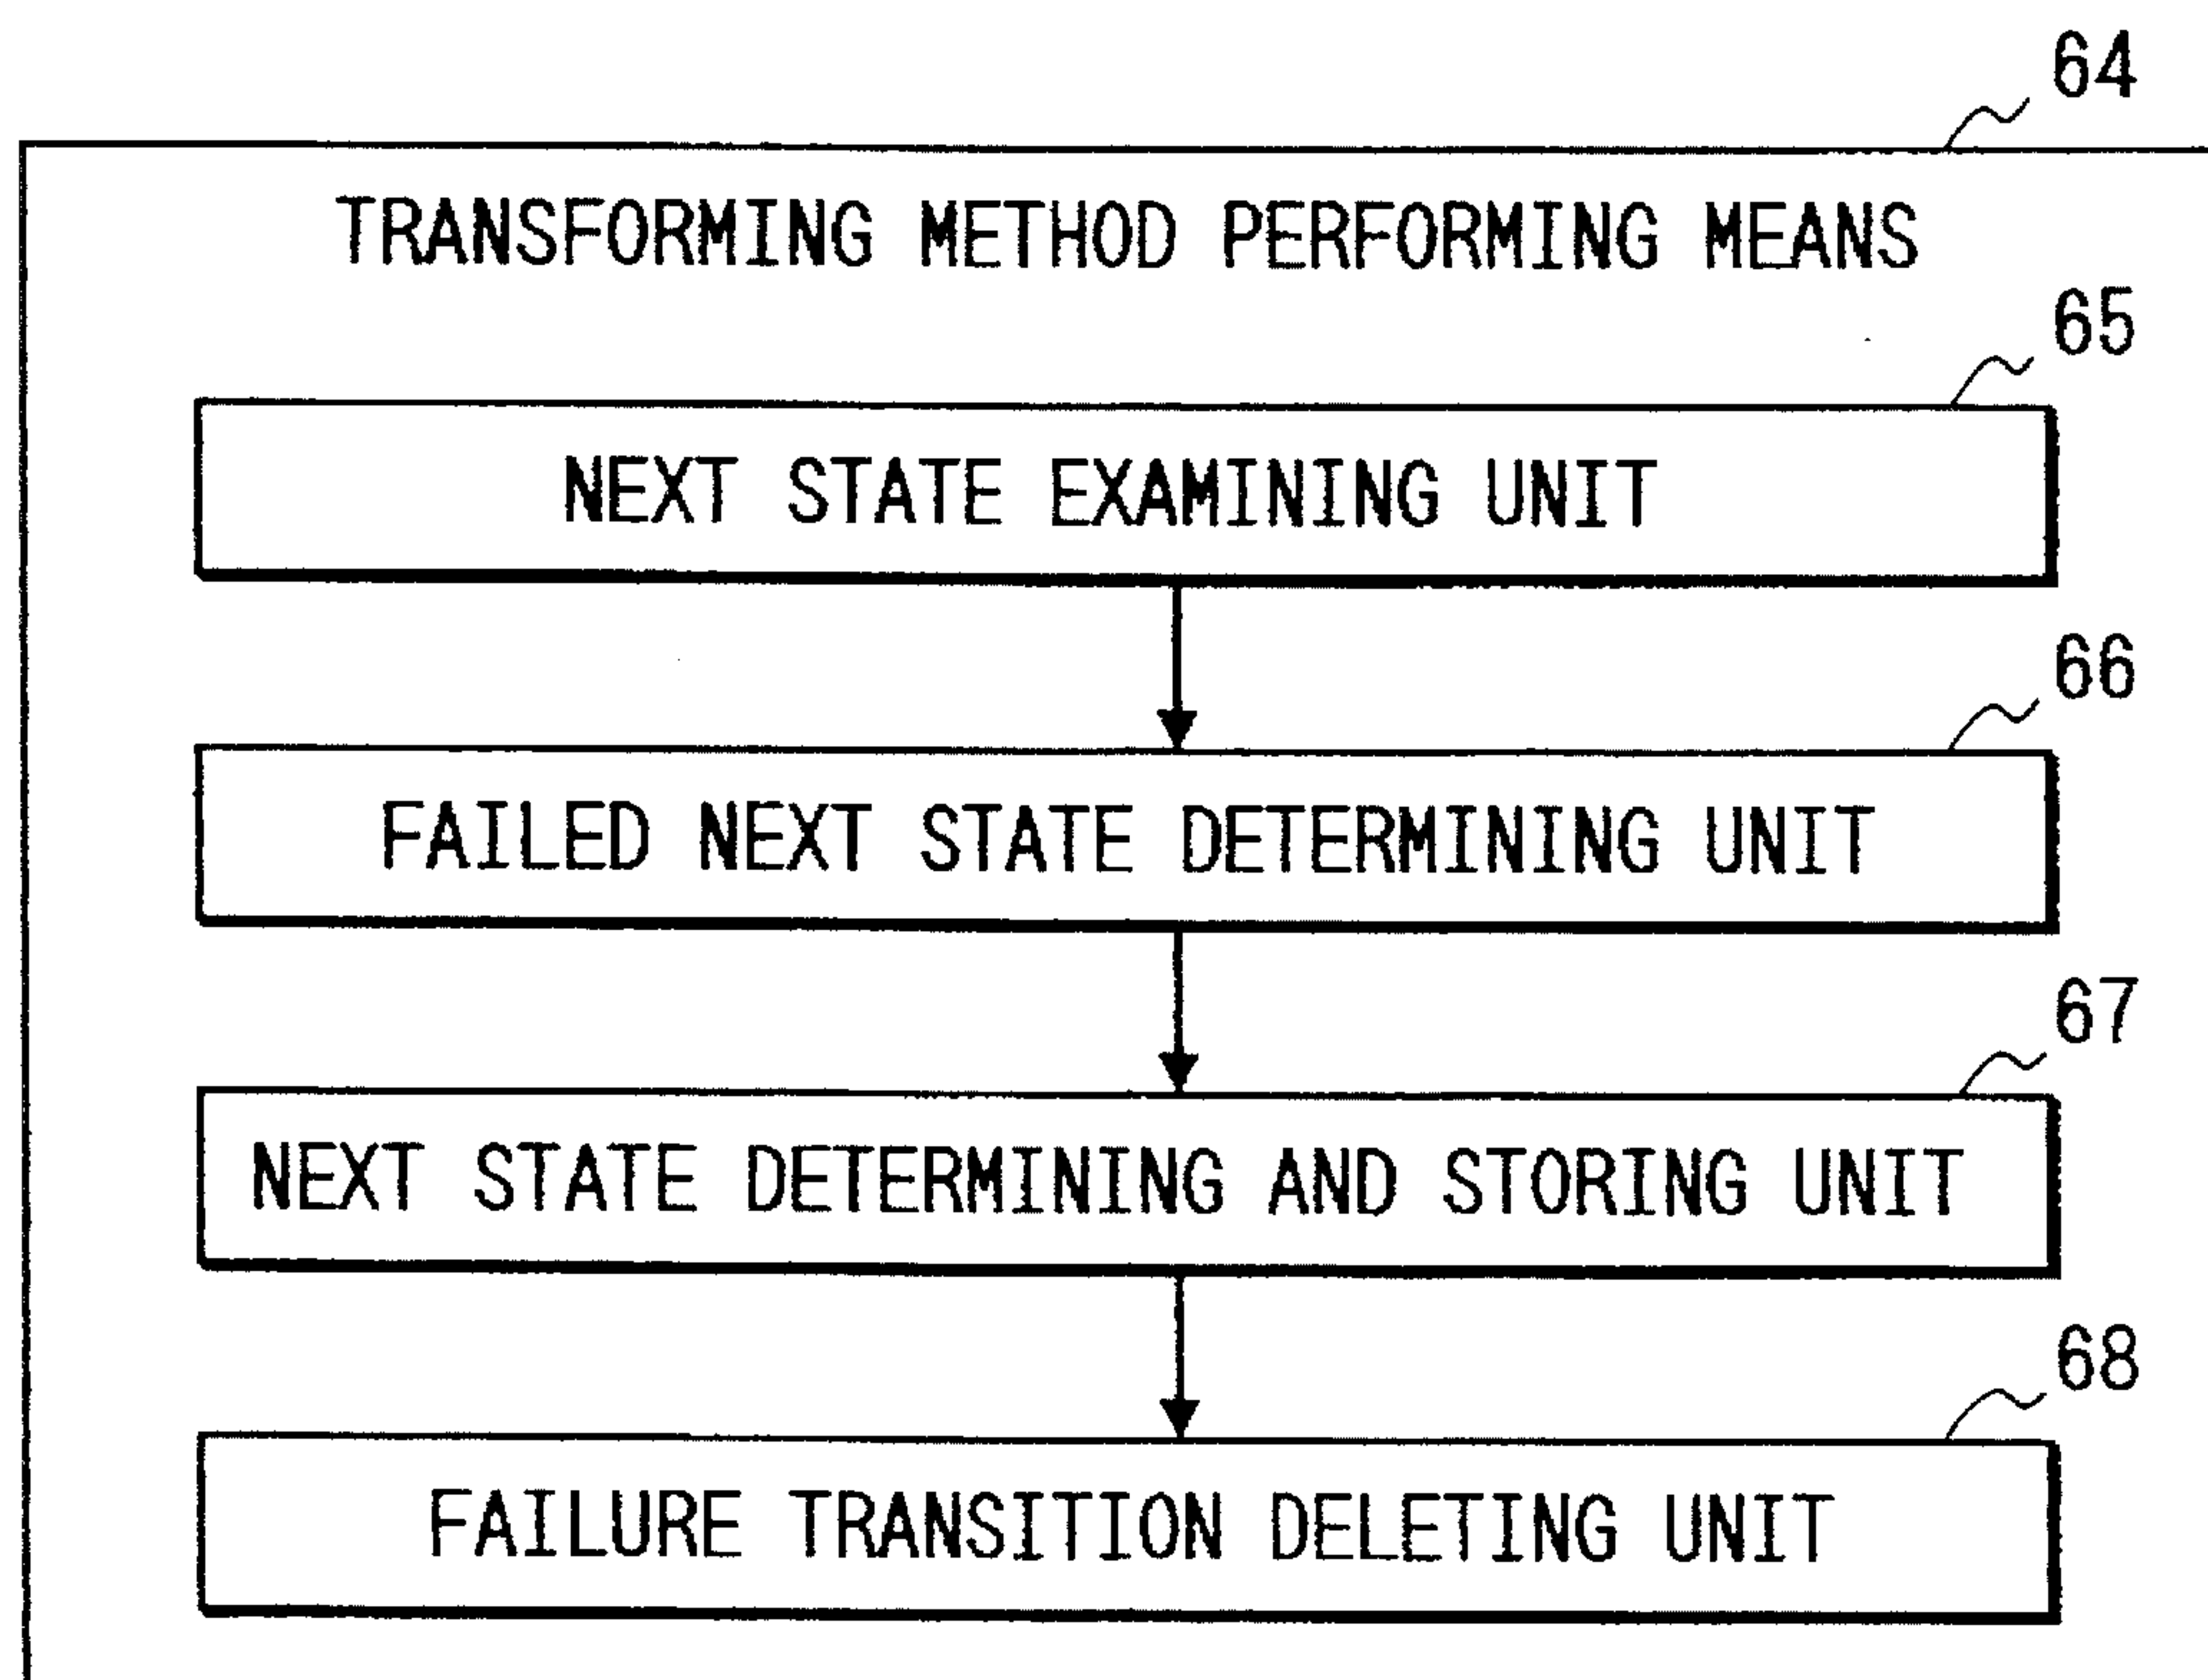 64
TRANSFORMING METHOD PERFORMING MEANS
65
NEXT STATE EXAMINING UNIT
66
FAILED NEXT STATE DETERMINING UNIT
67
NEXT STATE DETERMINING AND STORING UNIT
68
FAILURE TRANSITION DELETING UNIT